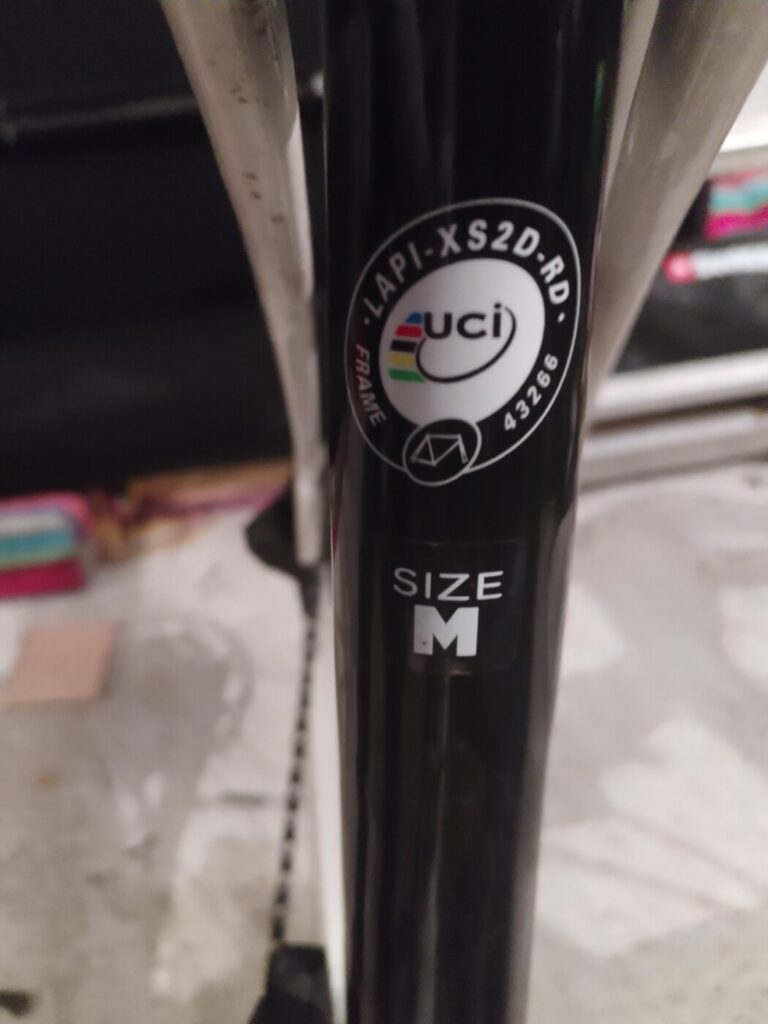 ·LAPI-XS2D-RD·
UCI
FRAME
43266
SIZE
M